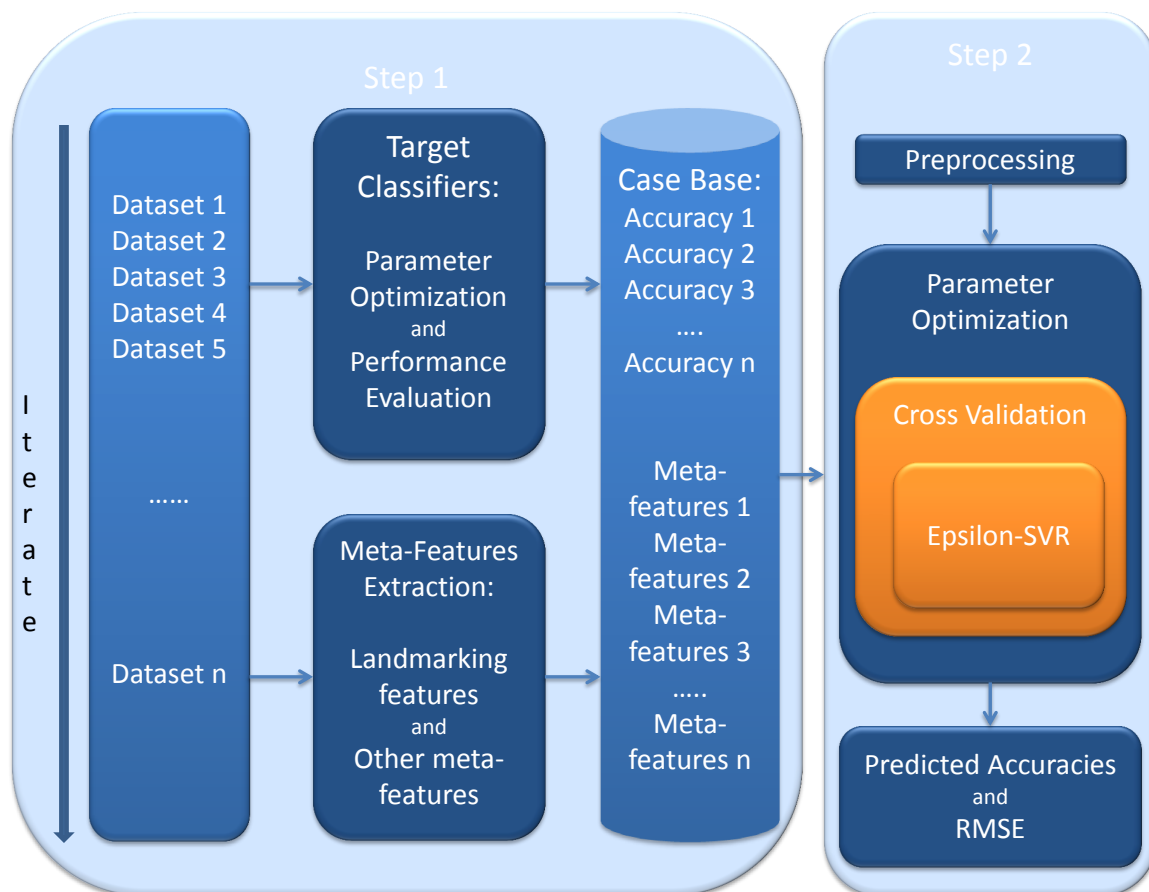 Step 1
Iterate
Dataset 1
Dataset 2
Dataset 3
Dataset 4
Dataset 5
......
Dataset n
Target
Classifiers:
Parameter
Optimization
and
Performance
Evaluation
Meta-Features
Extraction:
Landmarking
features
and
Other meta-
features
Case Base:
Accuracy 1
Accuracy 2
Accuracy 3
....
Accuracy n
Meta-
features 1
Meta-
features 2
Meta-
features 3
.....
Meta-
features n
Step 2
Preprocessing
Parameter
Optimization
Cross Validation
Epsilon-SVR
Predicted Accuracies
and
RMSE